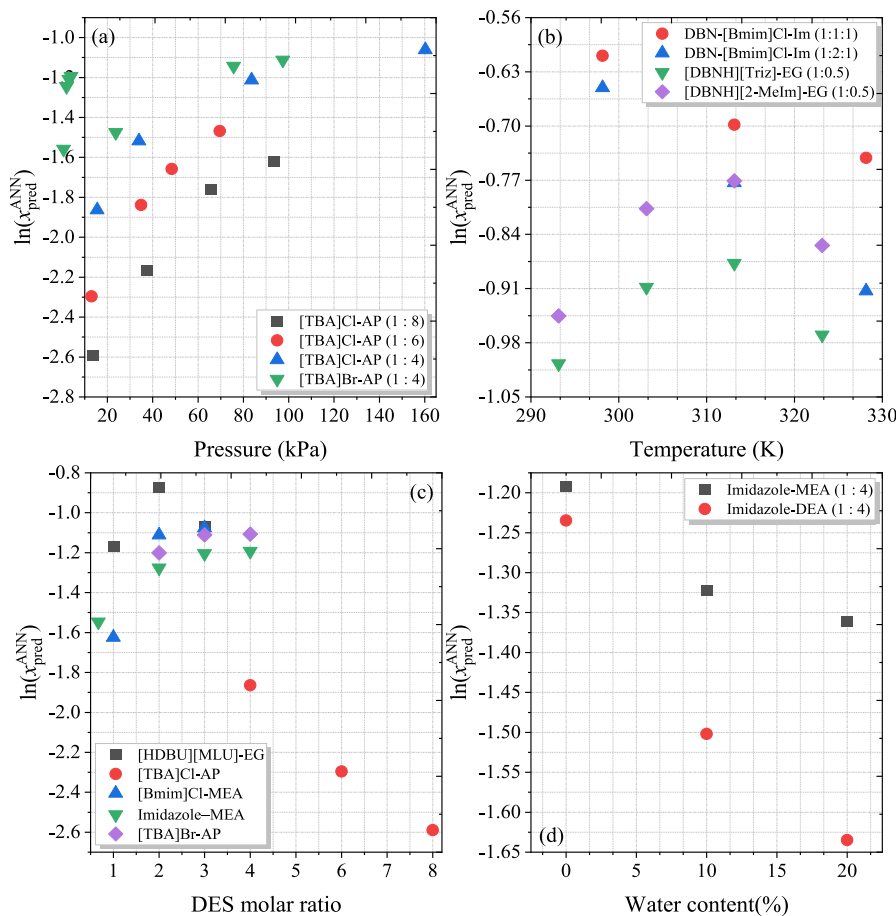 (a)
-1.0
-1.2
-1.4
-1.6
-1.8
-2.0
-2.2
-2.4
-2.6
-2.8
20 40 60 80 100 120 140 160
ln(x_pred^ANN)
Pressure (kPa)
[TBA]Cl-AP (1 : 8)
[TBA]Cl-AP (1 : 6)
[TBA]Cl-AP (1 : 4)
[TBA]Br-AP (1 : 4)
(b)
-0.56
-0.63
-0.70
-0.77
-0.84
-0.91
-0.98
-1.05
290 300 310 320 330
ln(x_pred^ANN)
Temperature (K)
DBN-[Bmim]Cl-Im (1:1:1)
DBN-[Bmim]Cl-Im (1:2:1)
[DBNH][Triz]-EG (1:0.5)
[DBNH][2-MeIm]-EG (1:0.5)
(c)
-0.8
-1.0
-1.2
-1.4
-1.6
-1.8
-2.0
-2.2
-2.4
-2.6
1 2 3 4 5 6 7 8
ln(x_pred^ANN)
DES molar ratio
[HDBU][MLU]-EG
[TBA]Cl-AP
[Bmim]Cl-MEA
Imidazole–MEA
[TBA]Br-AP
(d)
-1.20
-1.25
-1.30
-1.35
-1.40
-1.45
-1.50
-1.55
-1.60
-1.65
0 5 10 15 20
ln(x_pred^ANN)
Water content(%)
Imidazole-MEA (1 : 4)
Imidazole-DEA (1 : 4)